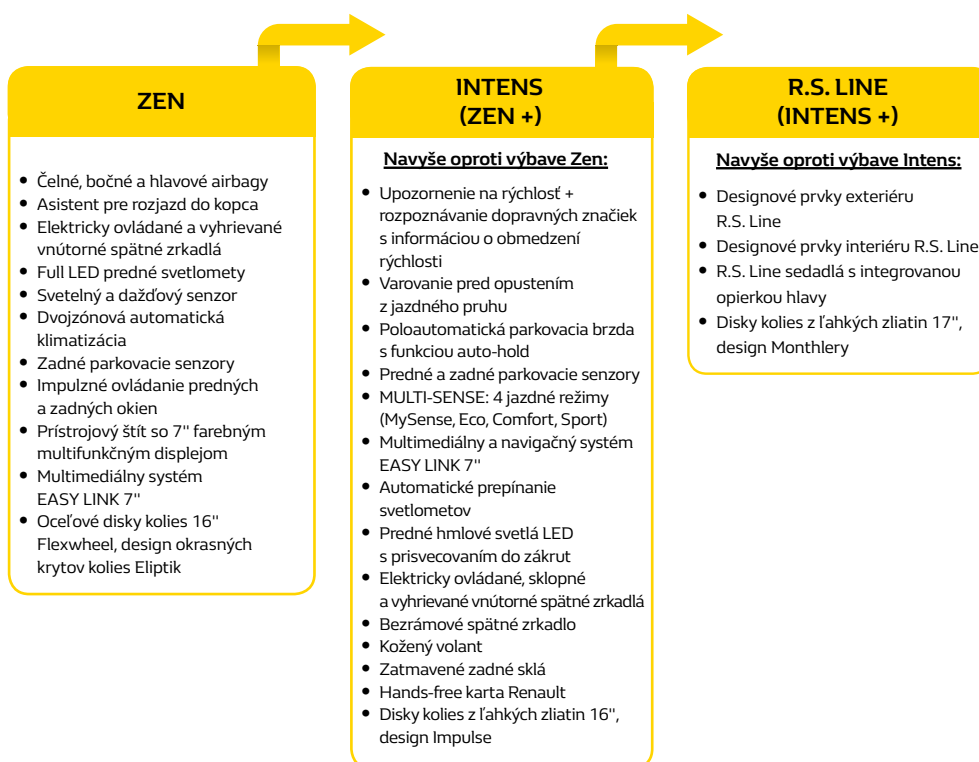 ZEN
Čelné, bočné a hlavové airbagy
Asistent pre rozjazd do kopca
Elektricky ovládané a vyhrievané
vnútorné spätné zrkadlá
Full LED predné svetlomety
Svetelný a dažďový senzor
Dvojzónová automatická
klimatizácia
Zadné parkovacie senzory
Impulzné ovládanie predných
a zadných okien
Prístrojový štít so 7" farebným
multifunkčným displejom
Multimediálny systém
EASY LINK 7"
Oceľové disky kolies 16"
Flexwheel, design okrasných
krytov kolies Eliptik
INTENS
(ZEN +)
Navyše oproti výbave Zen:
Upozornenie na rýchlosť +
rozpoznávanie dopravných značiek
s informáciou o obmedzení
rýchlosti
Varovanie pred opustením
z jazdného pruhu
Poloautomatická parkovacia brzda
s funkciou auto-hold
Predné a zadné parkovacie senzory
MULTI-SENSE: 4 jazdné režimy
(MySense, Eco, Comfort, Sport)
Multimediálny a navigačný systém
EASY LINK 7"
Automatické prepínanie
svetlometov
Predné hmlové svetlá LED
s prisvecovaním do zákrut
Elektricky ovládané, sklopné
a vyhrievané vnútorné spätné zrkadlá
Bezrámové spätné zrkadlo
Kožený volant
Zatmavené zadné sklá
Hands-free karta Renault
Disky kolies z ľahkých zliatin 16",
design Impulse
R.S. LINE
(INTENS +)
Navyše oproti výbave Intens:
Designové prvky exteriéru
R.S. Line
Designové prvky interiéru R.S. Line
R.S. Line sedadlá s integrovanou
opierkou hlavy
Disky kolies z ľahkých zliatin 17",
design Monthlery